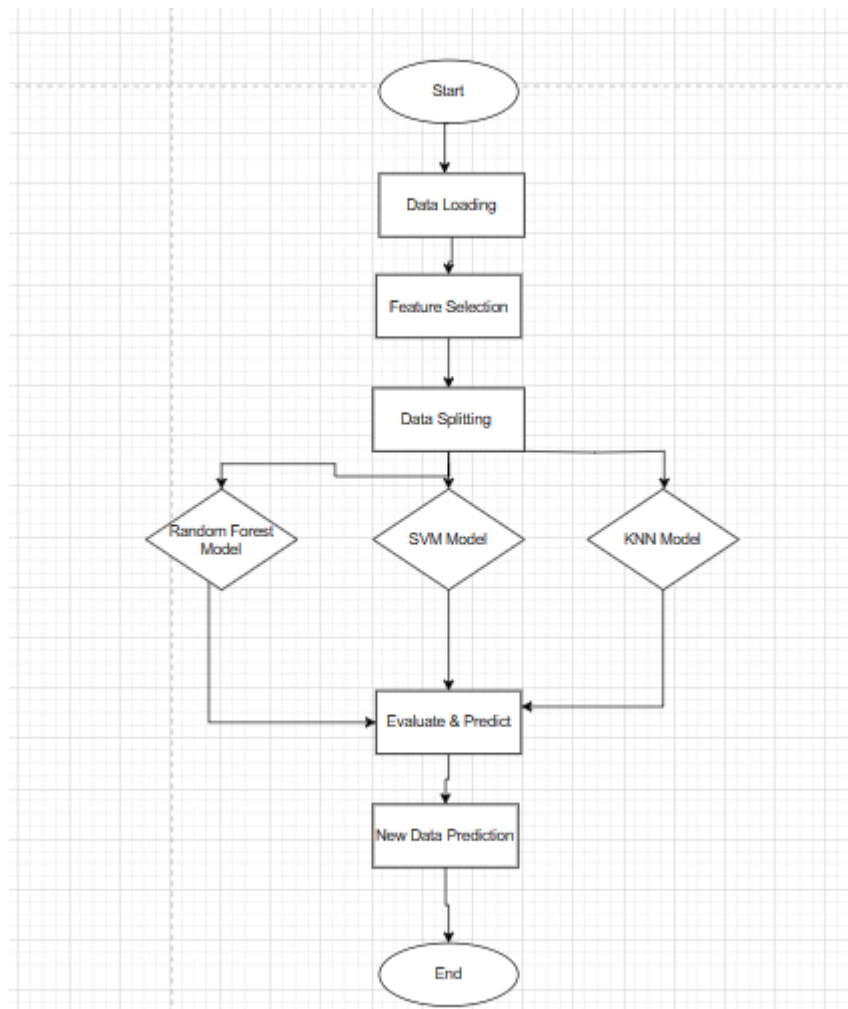 Start
Data Loading
Feature Selection
Data Splitting
Random Forest
Model
SVM Model
KNN Model
Evaluate & Predict
New Data Prediction
End